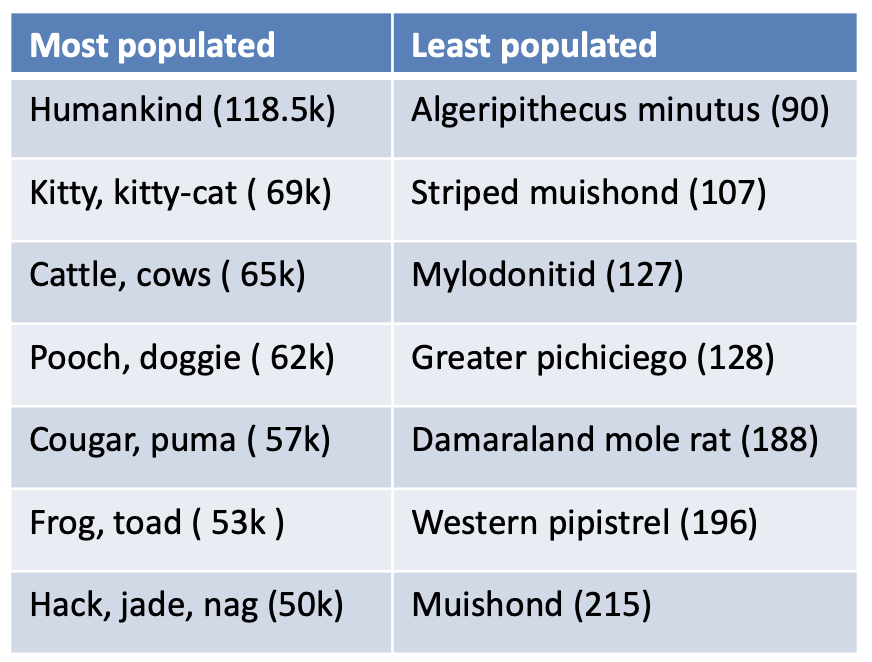 Most populated Least populated
Humankind (118.5k) Algeripithecus minutus (90)
Kitty, kitty-cat ( 69k) Striped muishond (107)
Cattle, cows ( 65k) Mylodonitid (127)
Pooch, doggie ( 62k) Greater pichiciego (128)
Cougar, puma ( 57k) Damaraland mole rat (188)
Frog, toad ( 53k ) Western pipistrel (196)
Hack, jade, nag (50k) Muishond (215)